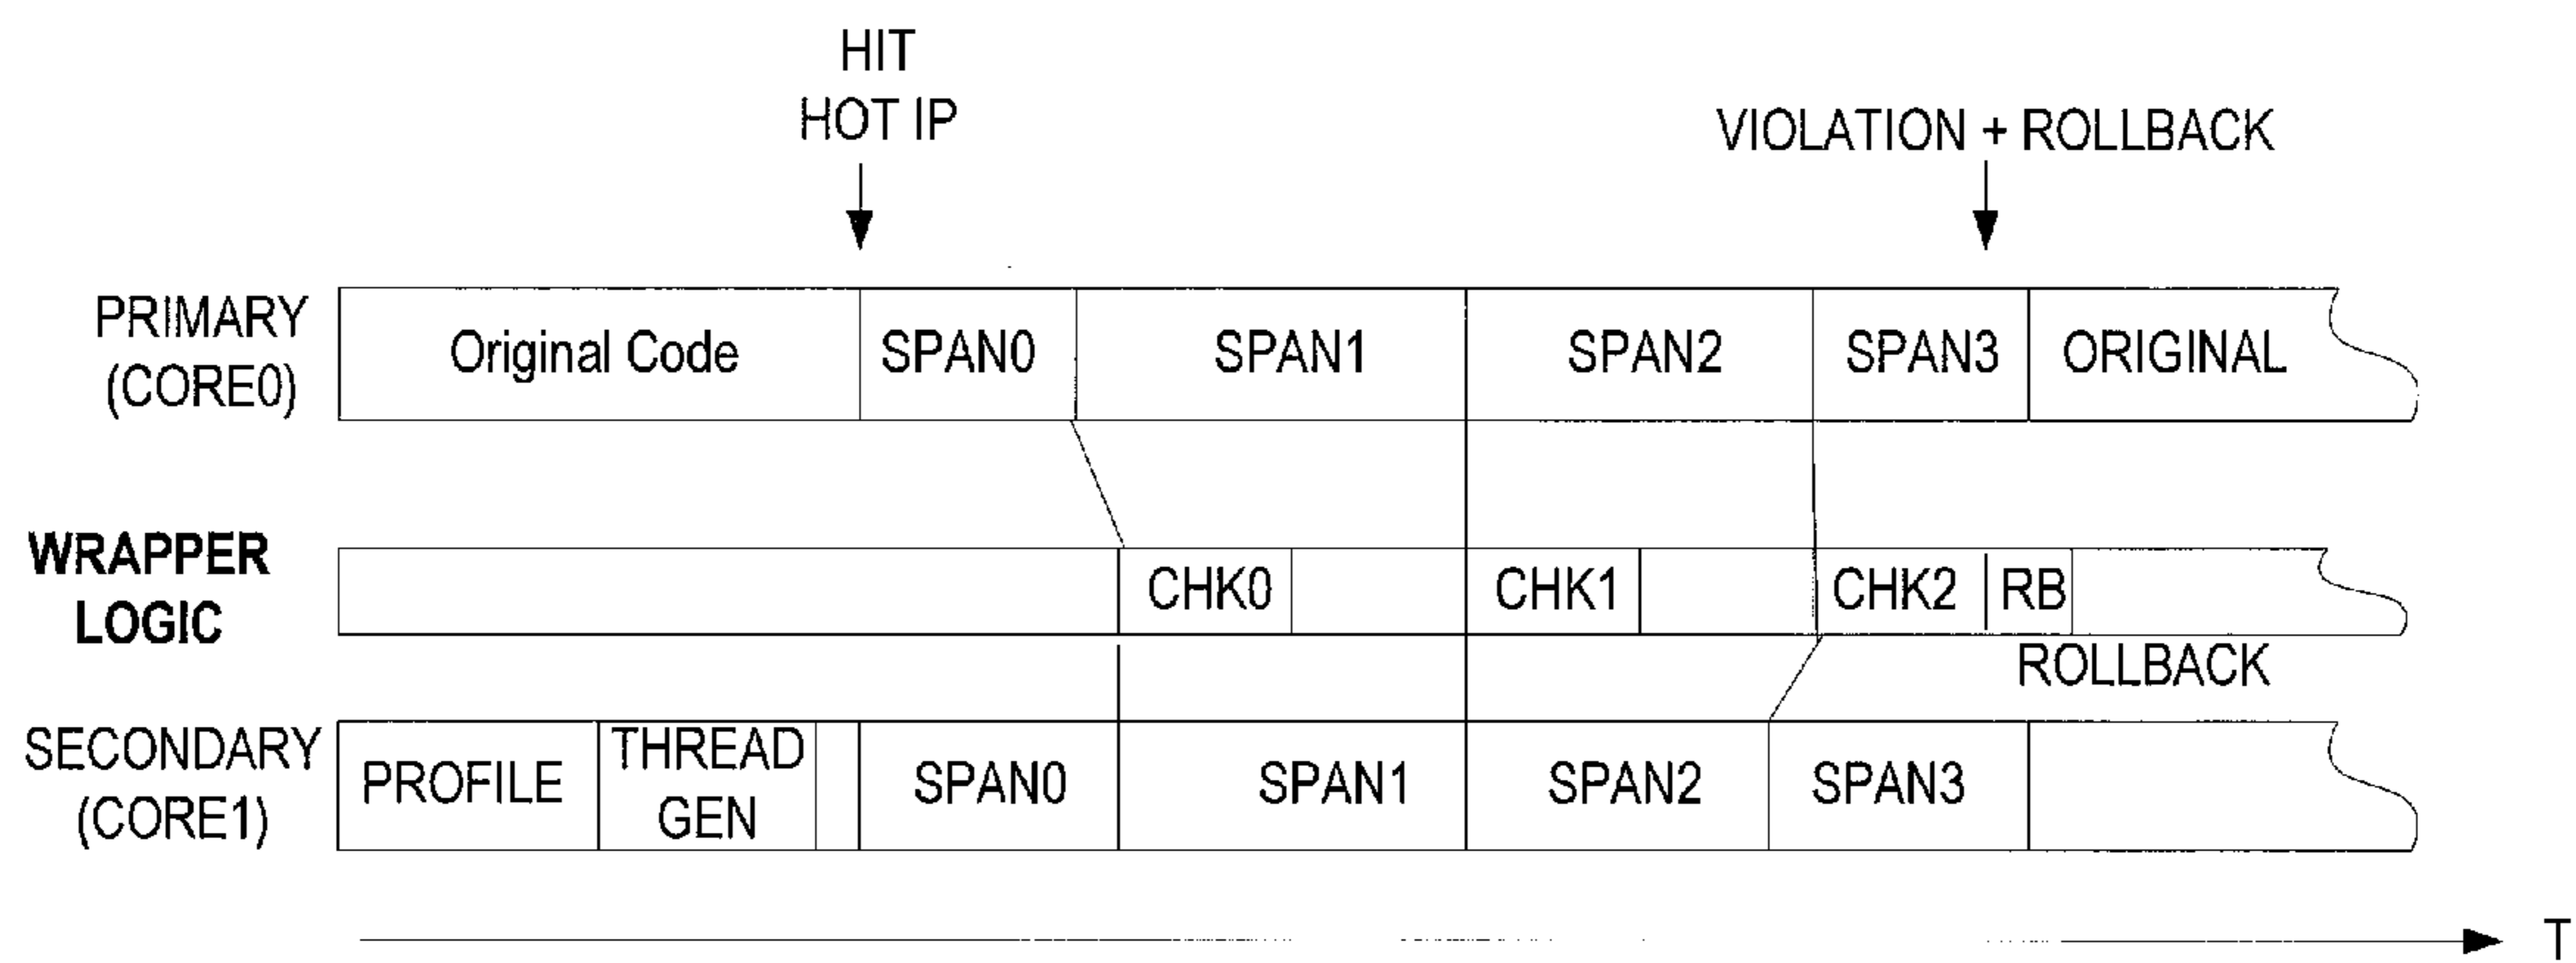 HIT
HOT IP
VIOLATION + ROLLBACK
PRIMARY
(CORE0)
Original Code
SPAN0
SPAN1
SPAN2
SPAN3
ORIGINAL
WRAPPER
LOGIC
CHK0
CHK1
CHK2
RB
ROLLBACK
SECONDARY
(CORE1)
PROFILE
THREAD
GEN
SPAN0
SPAN1
SPAN2
SPAN3
T